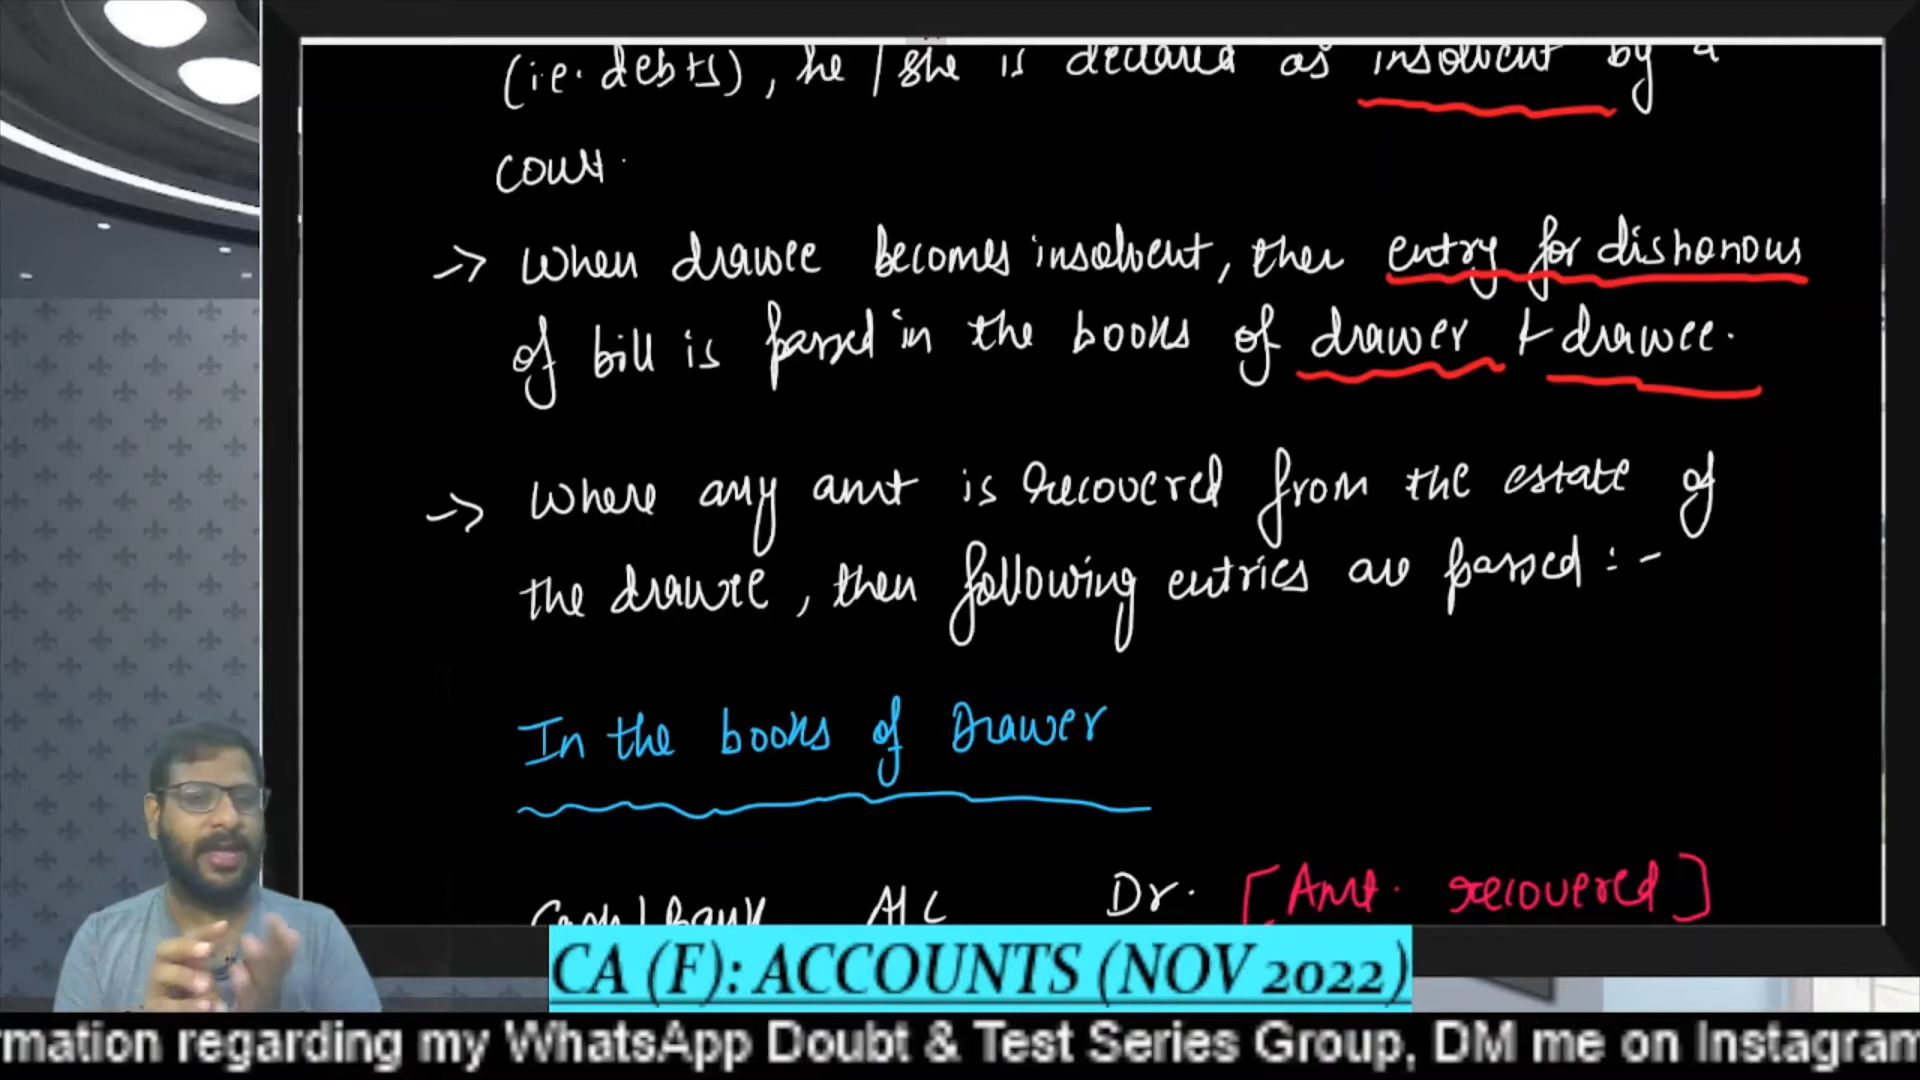 (i.e. debts), he / she is declared as insolvent by a
court.
-> When drawee becomes insolvent, then entry for dishonour
of bill is passed in the books of drawer + drawee.
-> Where any amt is recovered from the estate of
the drawee, then following entries are passed :-
In the books of Drawer
Cash/Bank A/C Dr. [Amt. recovered]
CA (F): ACCOUNTS (NOV 2022)
rmation regarding my WhatsApp Doubt & Test Series Group, DM me on Instagram